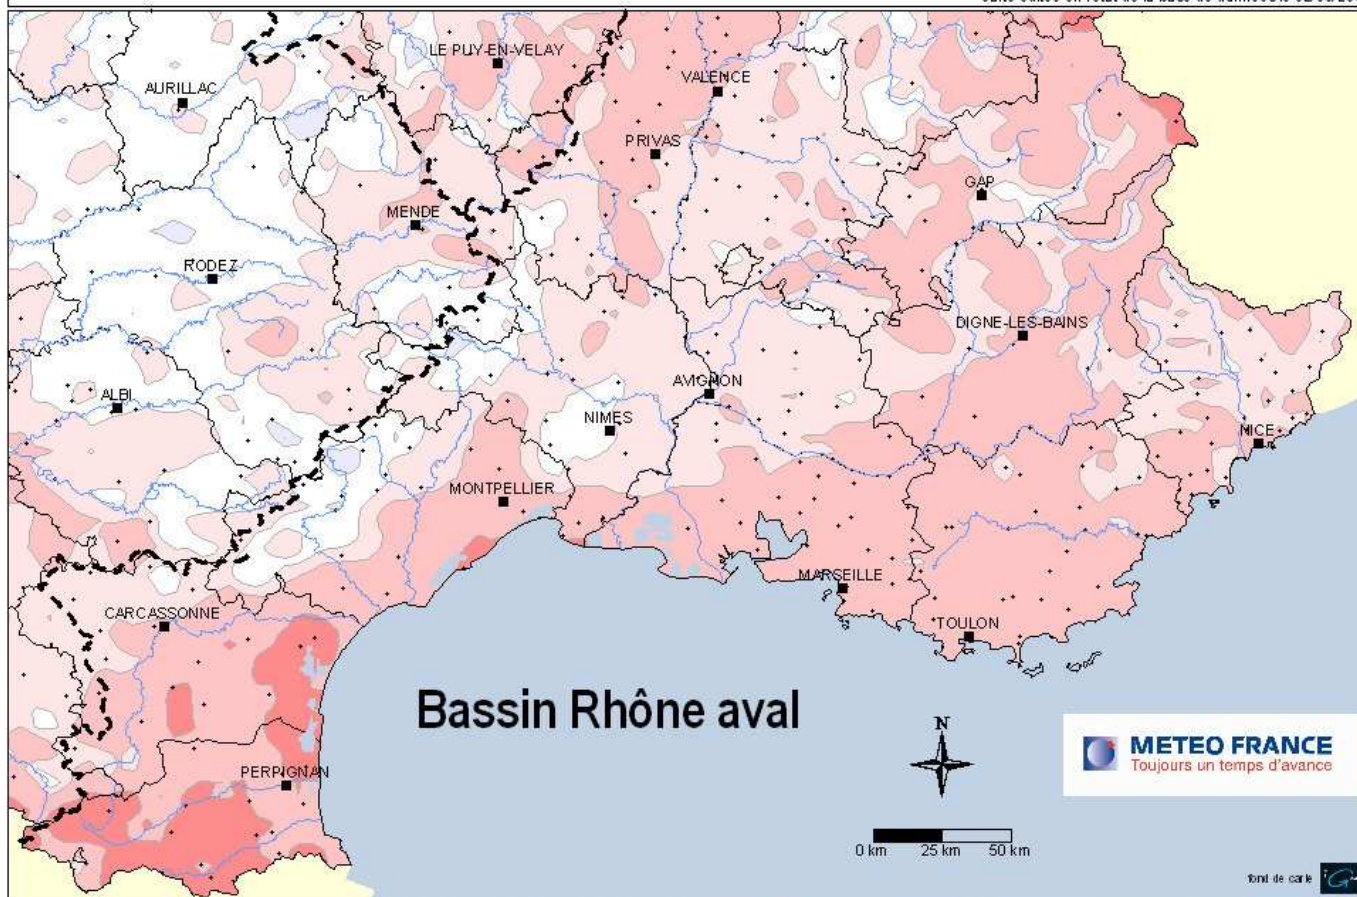 LE PUY-EN-VELAY
AURILLAC
VALENCE
PRIVAS
GAP
MENDE
RODEZ
DIGNE-LES-BAINS
ALBI
AVIGNON
NIMES
NICE
MONTPELLIER
MARSEILLE
CARCASSONNE
TOULON
Bassin Rhône aval
N
METEO FRANCE
Toujours un temps d'avance
PERPIGNAN
0 km 25 km 50 km
fond de carte